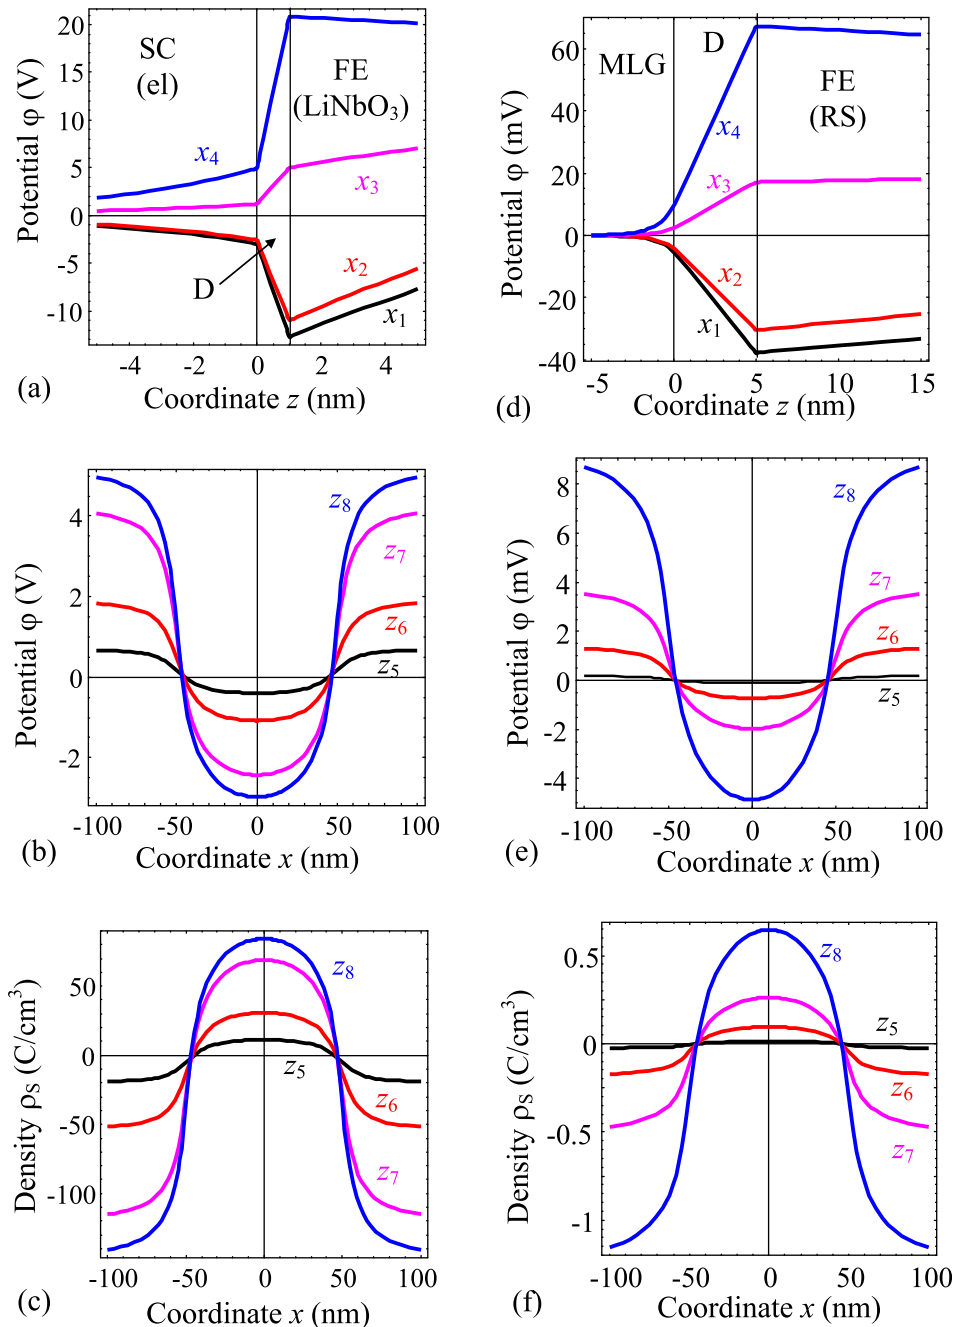 20
15
10
5
0
-5
-10
Potential φ (V)
SC
(el)
FE
(LiNbO3)
x4
x3
x2
x1
D
-4
-2
0
2
4
Coordinate z (nm)
(a)
60
40
20
0
-20
-40
Potential φ (mV)
MLG
D
FE
(RS)
x4
x3
x2
x1
-5
0
5
10
15
Coordinate z (nm)
(d)
4
2
0
-2
Potential φ (V)
z8
z7
z6
z5
-100
-50
0
50
100
Coordinate x (nm)
(b)
8
6
4
2
0
-2
-4
Potential φ (mV)
z8
z7
z6
z5
-100
-50
0
50
100
Coordinate x (nm)
(e)
50
0
-50
-100
Density ρS (C/cm3)
z8
z5
z6
z7
-100
-50
0
50
100
Coordinate x (nm)
(c)
0.5
0
-0.5
-1
Density ρS (C/cm3)
z8
z5
z6
z7
-100
-50
0
50
100
Coordinate x (nm)
(f)